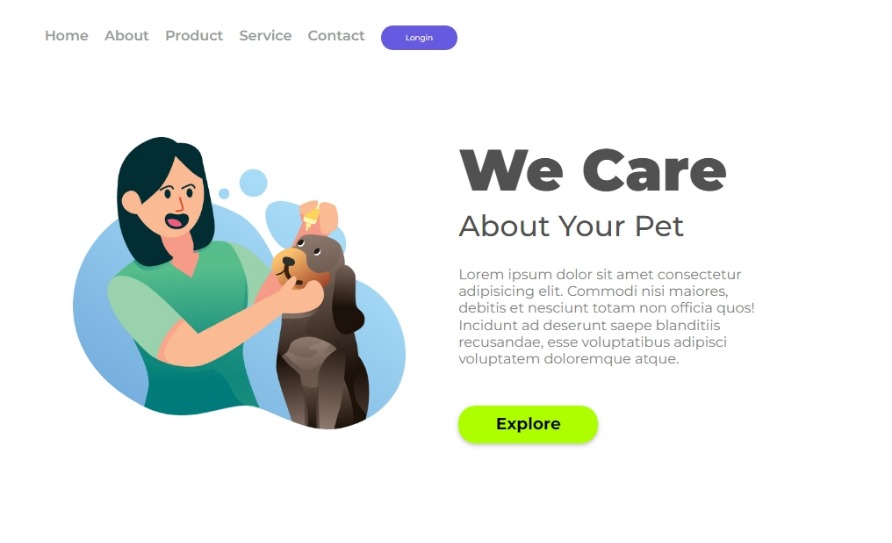 Home About Product Service Contact Longin
We Care
About Your Pet
Lorem ipsum dolor sit amet consectetur
adipisicing elit. Commodi nisi maiores,
debitis et nesciunt totam non officia quos!
Incidunt ad deserunt saepe blanditiis
recusandae, esse voluptatibus adipisci
voluptatem doloremque atque.
Explore